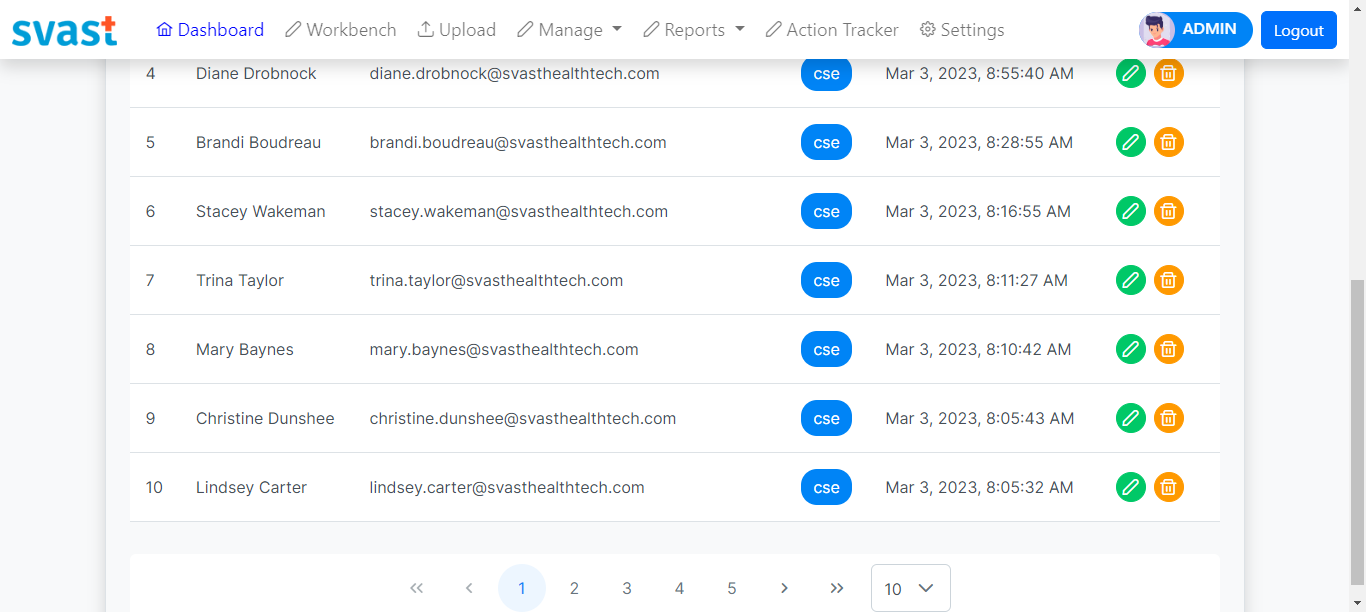 svast Dashboard Workbench Upload Manage Reports Action Tracker Settings ADMIN Logout
4 Diane Drobnock diane.drobnock@svasthealthtech.com cse Mar 3, 2023, 8:55:40 AM
5 Brandi Boudreau brandi.boudreau@svasthealthtech.com cse Mar 3, 2023, 8:28:55 AM
6 Stacey Wakeman stacey.wakeman@svasthealthtech.com cse Mar 3, 2023, 8:16:55 AM
7 Trina Taylor trina.taylor@svasthealthtech.com cse Mar 3, 2023, 8:11:27 AM
8 Mary Baynes mary.baynes@svasthealthtech.com cse Mar 3, 2023, 8:10:42 AM
9 Christine Dunshee christine.dunshee@svasthealthtech.com cse Mar 3, 2023, 8:05:43 AM
10 Lindsey Carter lindsey.carter@svasthealthtech.com cse Mar 3, 2023, 8:05:32 AM
1 2 3 4 5 10